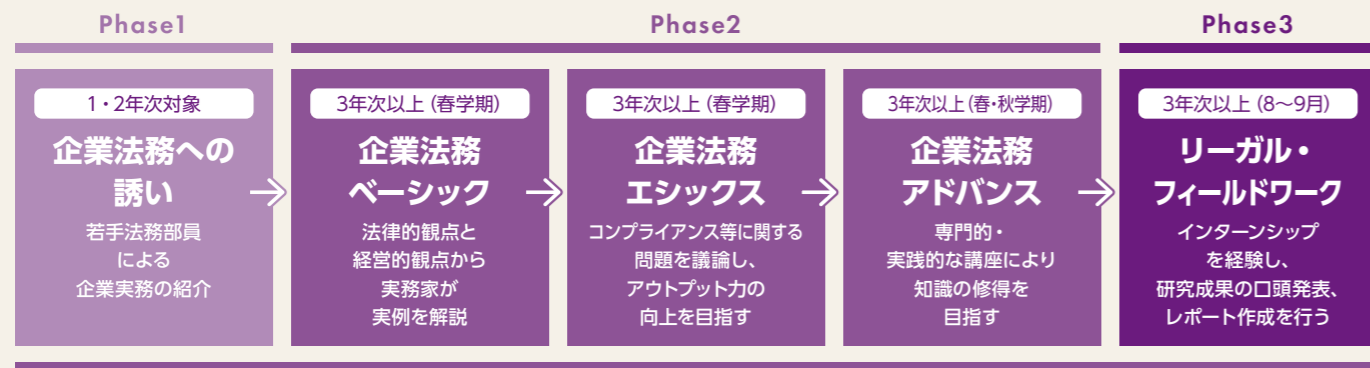 Phase1
1・2年次対象
企業法務への
誘い
若手法務部員
による
企業実務の紹介
Phase2
3年次以上（春学期）
企業法務
ベーシック
法律的観点と
経営的観点から
実務家が
実例を解説
3年次以上（春学期）
企業法務
エシックス
コンプライアンス等に関する
問題を議論し、
アウトプット力の
向上を目指す
3年次以上（春・秋学期）
企業法務
アドバンス
専門的・
実践的な講座により
知識の修得を
目指す
Phase3
3年次以上（8〜9月）
リーガル・
フィールドワーク
インターンシップ
を経験し、
研究成果の口頭発表、
レポート作成を行う